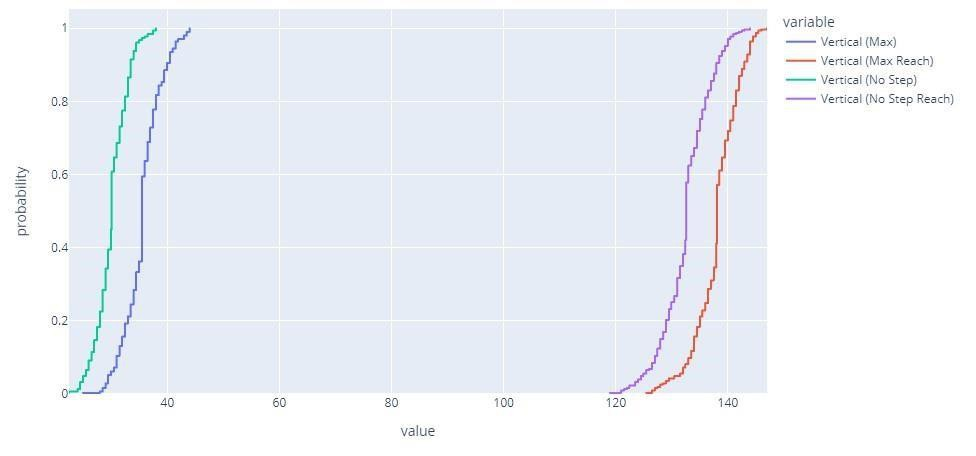 variable
Vertical (Max)
Vertical (Max Reach)
Vertical (No Step)
Vertical (No Step Reach)
probability
1
0.8
0.6
0.4
0.2
0
40
60
80
100
120
140
value